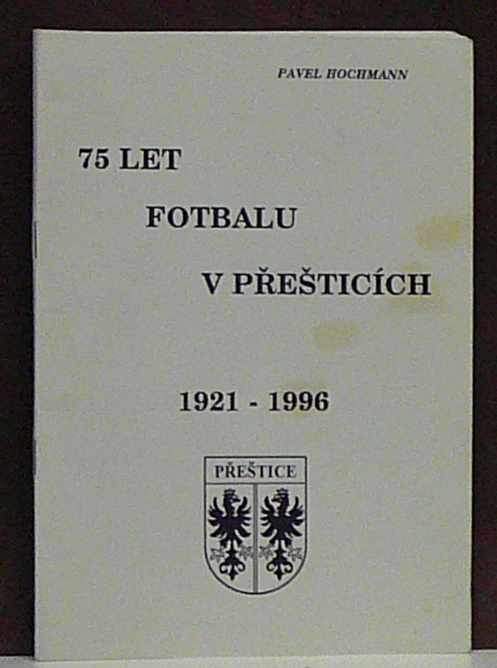 PAVEL HOCHMANN
75 LET
FOTBALU
V PŘEŠTICÍCH
1921 - 1996
PŘEŠTICE